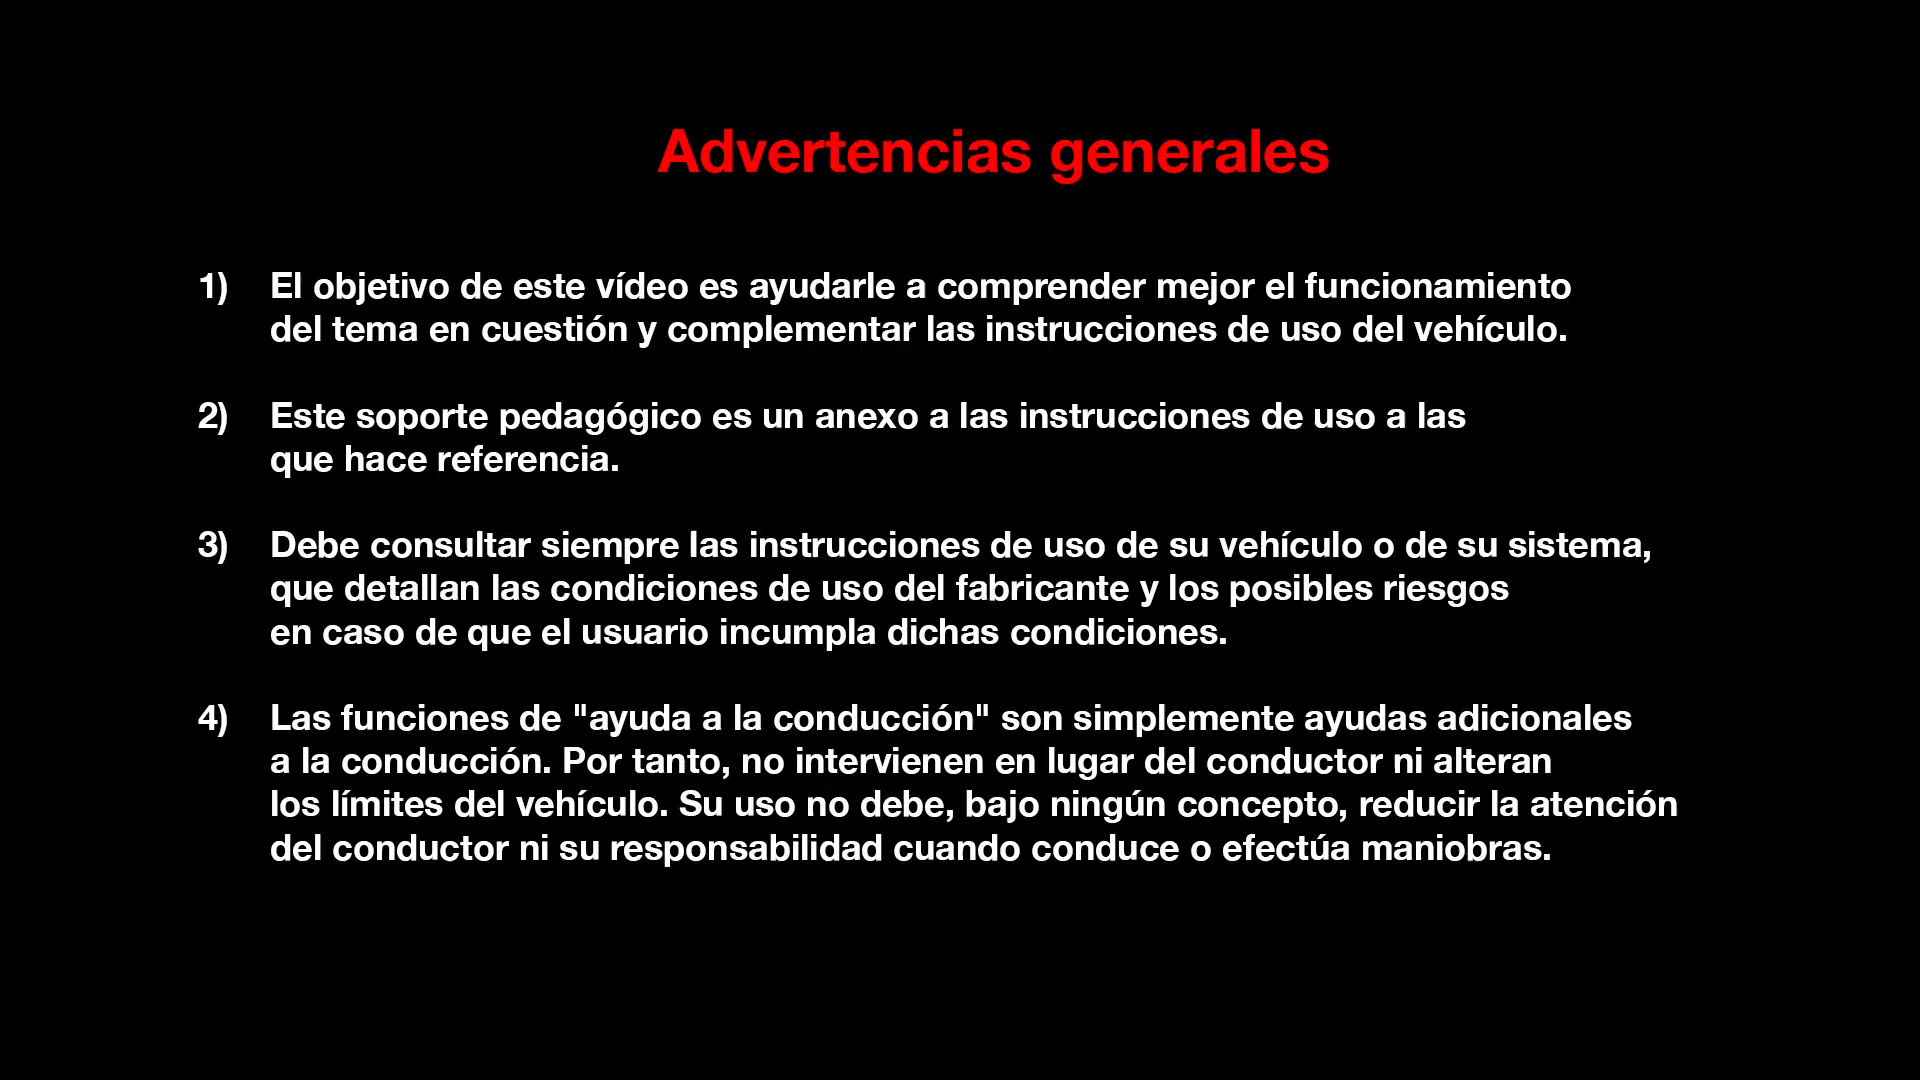 Advertencias generales
1) El objetivo de este vídeo es ayudarle a comprender mejor el funcionamiento
del tema en cuestión y complementar las instrucciones de uso del vehículo.
2) Este soporte pedagógico es un anexo a las instrucciones de uso a las
que hace referencia.
3) Debe consultar siempre las instrucciones de uso de su vehículo o de su sistema,
que detallan las condiciones de uso del fabricante y los posibles riesgos
en caso de que el usuario incumpla dichas condiciones.
4) Las funciones de "ayuda a la conducción" son simplemente ayudas adicionales
a la conducción. Por tanto, no intervienen en lugar del conductor ni alteran
los límites del vehículo. Su uso no debe, bajo ningún concepto, reducir la atención
del conductor ni su responsabilidad cuando conduce o efectúa maniobras.